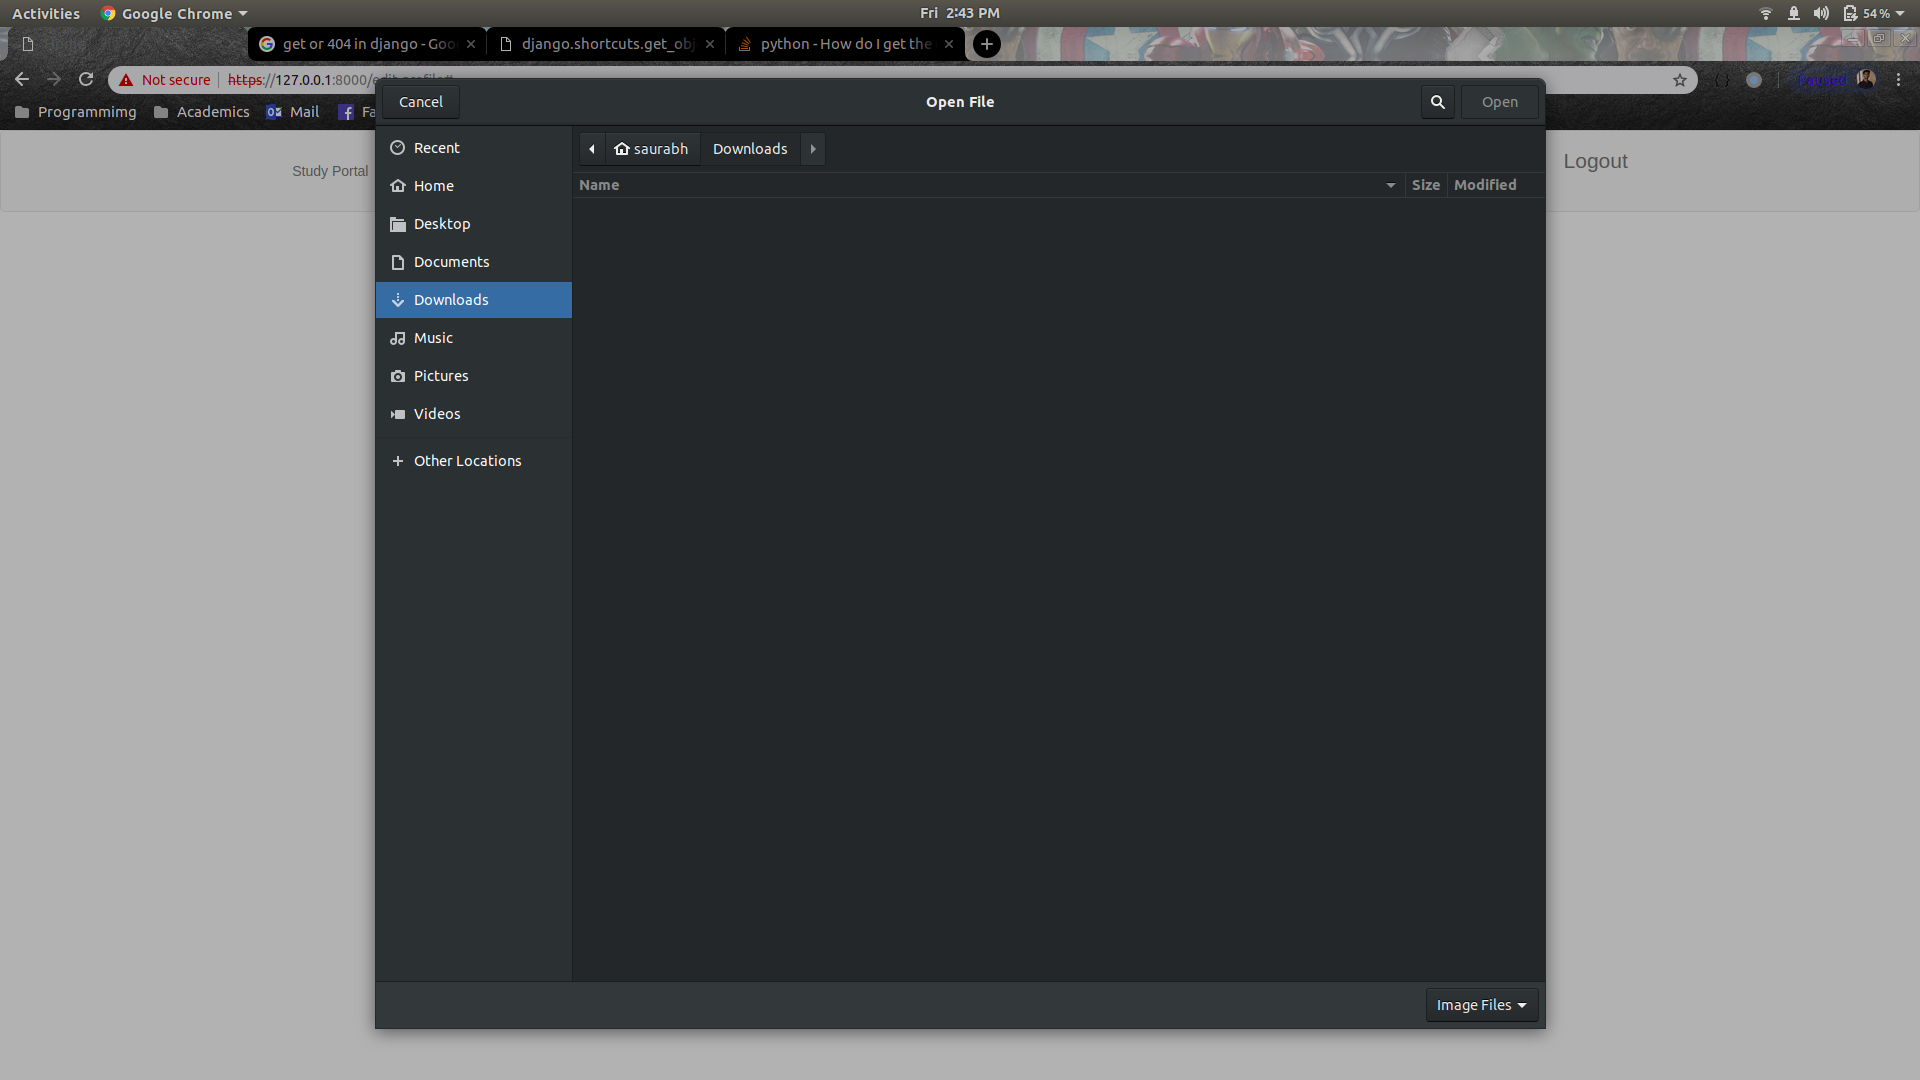 Activities Google Chrome Fri 2:43 PM 54 %
get or 404 in django - Goo django.shortcuts.get_obj python - How do I get the
Not secure https://127.0.0.1:8000/edit-profile# Paused
Programmimg Academics Mail Fa
Cancel Open File Open
Study Portal Logout
Recent
Home
Desktop
Documents
Downloads
Music
Pictures
Videos
Other Locations
saurabh Downloads
Name Size Modified
Image Files